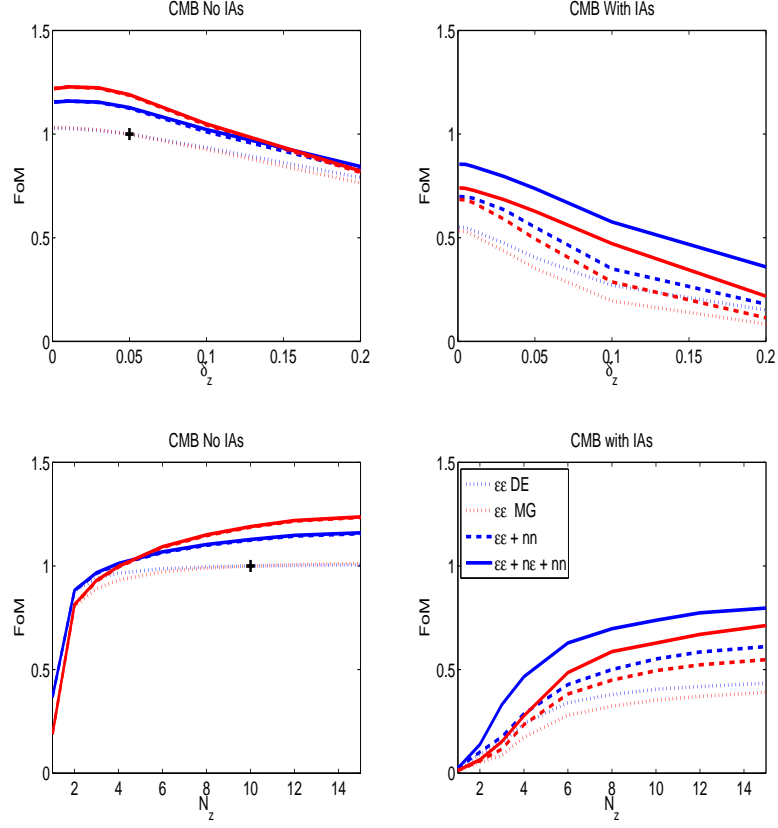 CMB No IAs
1.5
1
0.5
0
FoM
0 0.05 0.1 0.15 0.2
δz
CMB With IAs
1.5
1
0.5
0
FoM
0 0.05 0.1 0.15 0.2
δz
CMB No IAs
1.5
1
0.5
0
FoM
2 4 6 8 10 12 14
Nz
CMB with IAs
1.5
1
0.5
0
FoM
2 4 6 8 10 12 14
Nz
εε DE
εε MG
εε + nn
εε + nε + nn